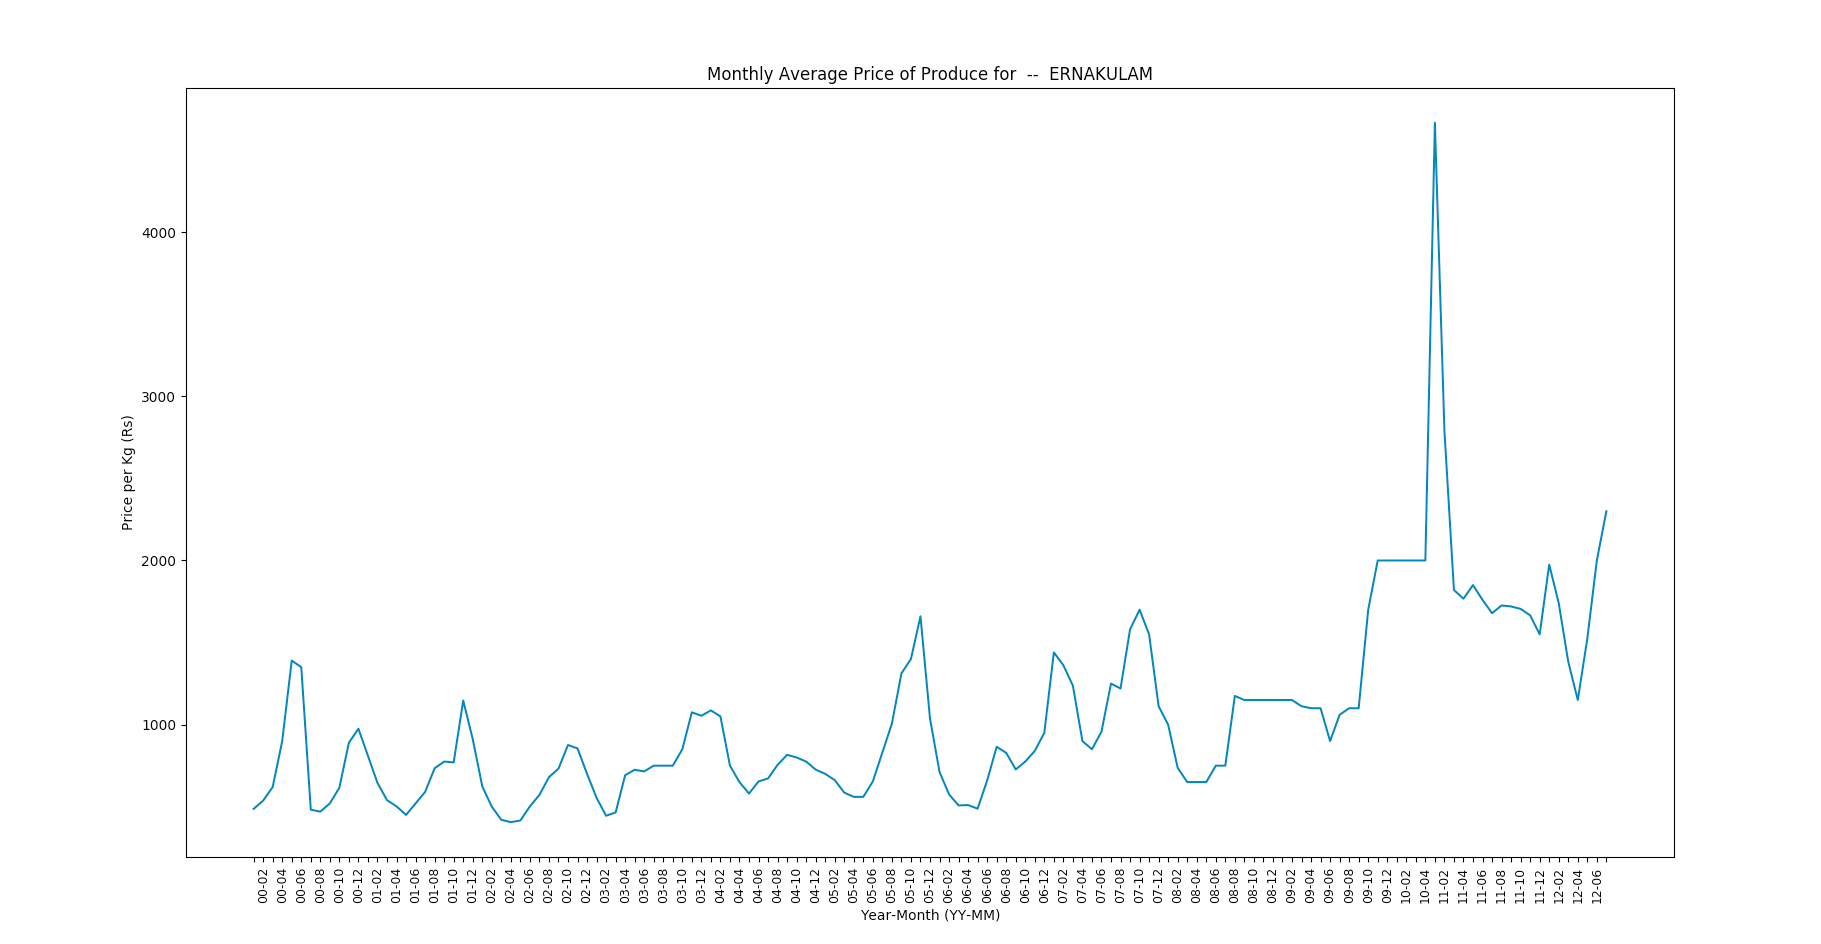 Monthly Average Price of Produce for  --  ERNAKULAM
Price per Kg (Rs)
4000
3000
2000
1000
00-02 00-04 00-06 00-08 00-10 00-12 01-02 01-04 01-06 01-08 01-10 01-12 02-02 02-04 02-06 02-08 02-10 02-12 03-02 03-04 03-06 03-08 03-10 03-12 04-02 04-04 04-06 04-08 04-10 04-12 05-02 05-04 05-06 05-08 05-10 05-12 06-02 06-04 06-06 06-08 06-10 06-12 07-02 07-04 07-06 07-08 07-10 07-12 08-02 08-04 08-06 08-08 08-10 08-12 09-02 09-04 09-06 09-08 09-10 09-12 10-02 10-04 11-02 11-04 11-06 11-08 11-10 11-12 12-02 12-04 12-06
Year-Month (YY-MM)